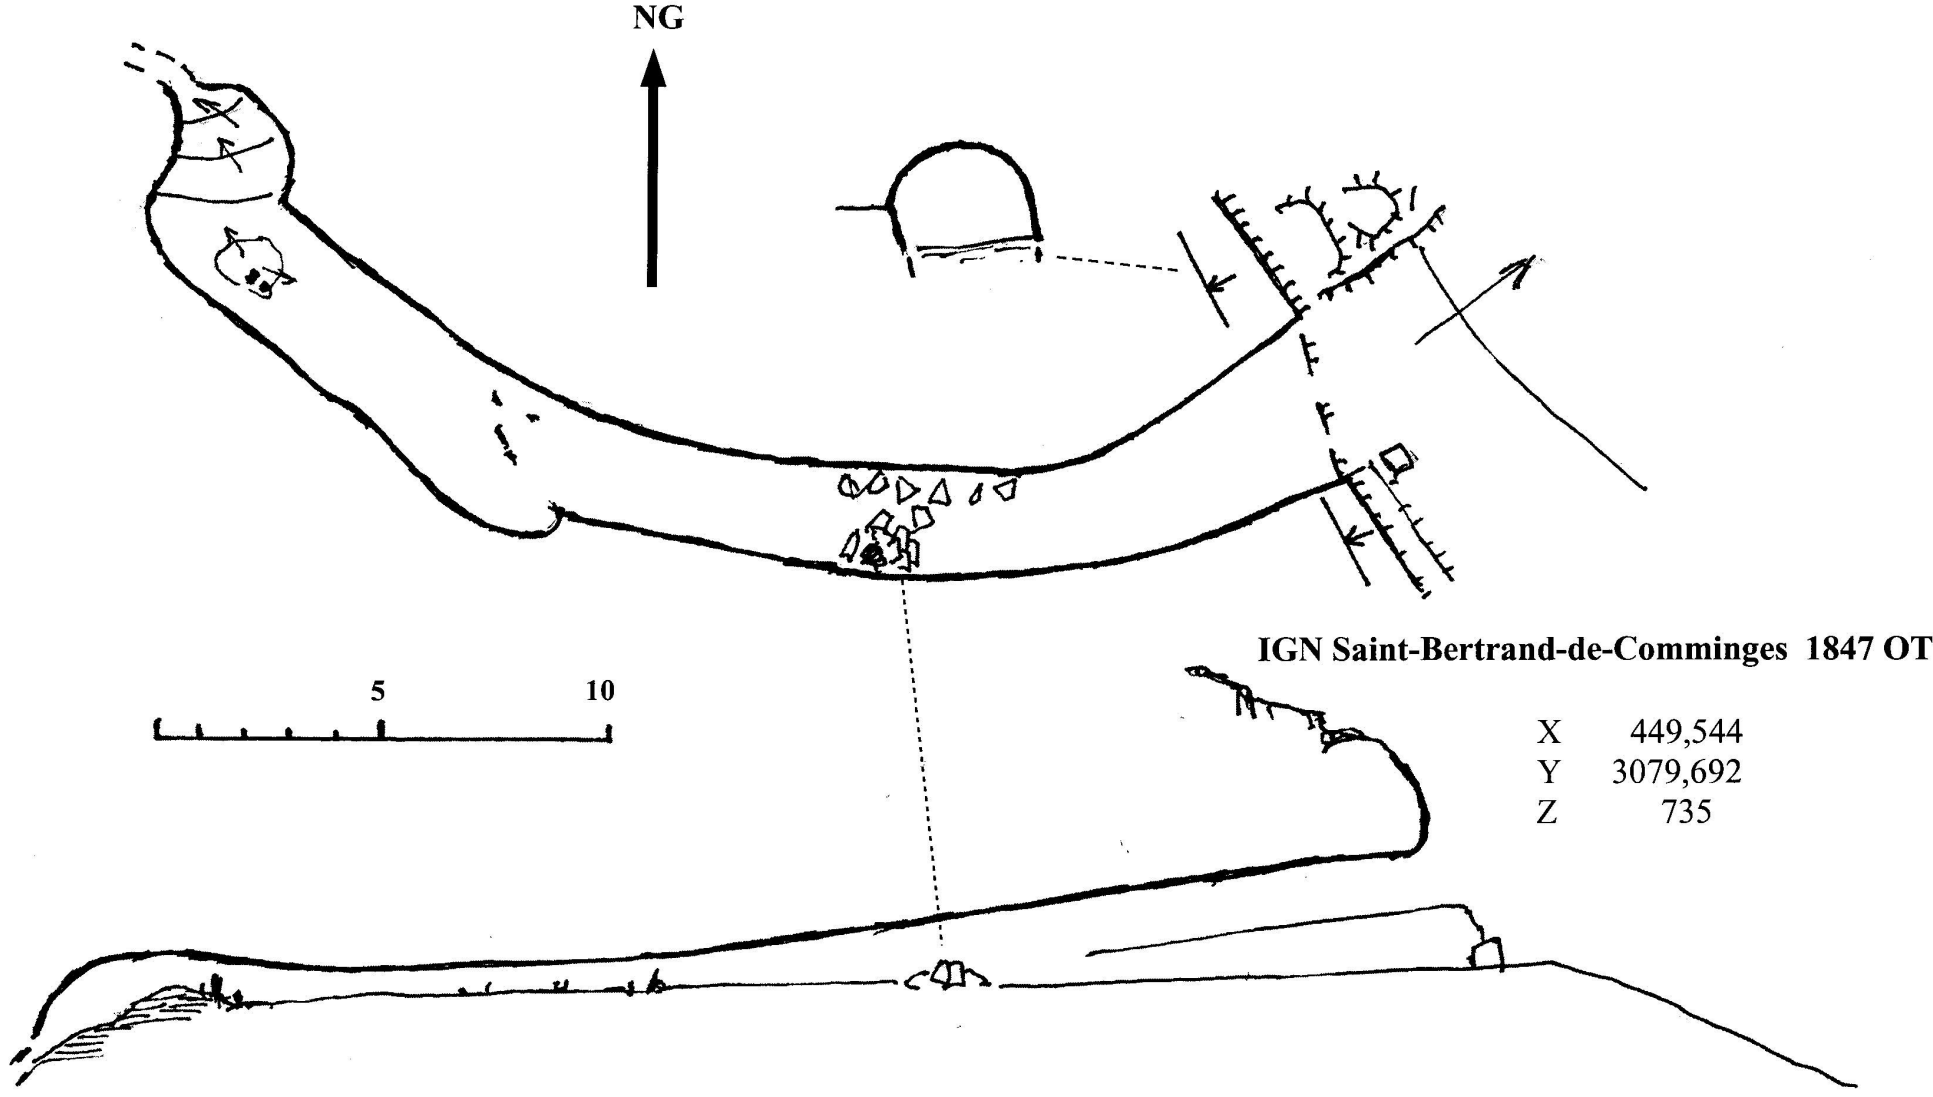 NG
IGN Saint-Bertrand-de-Comminges 1847 OT
5 10
X 449,544
Y 3079,692
Z 735